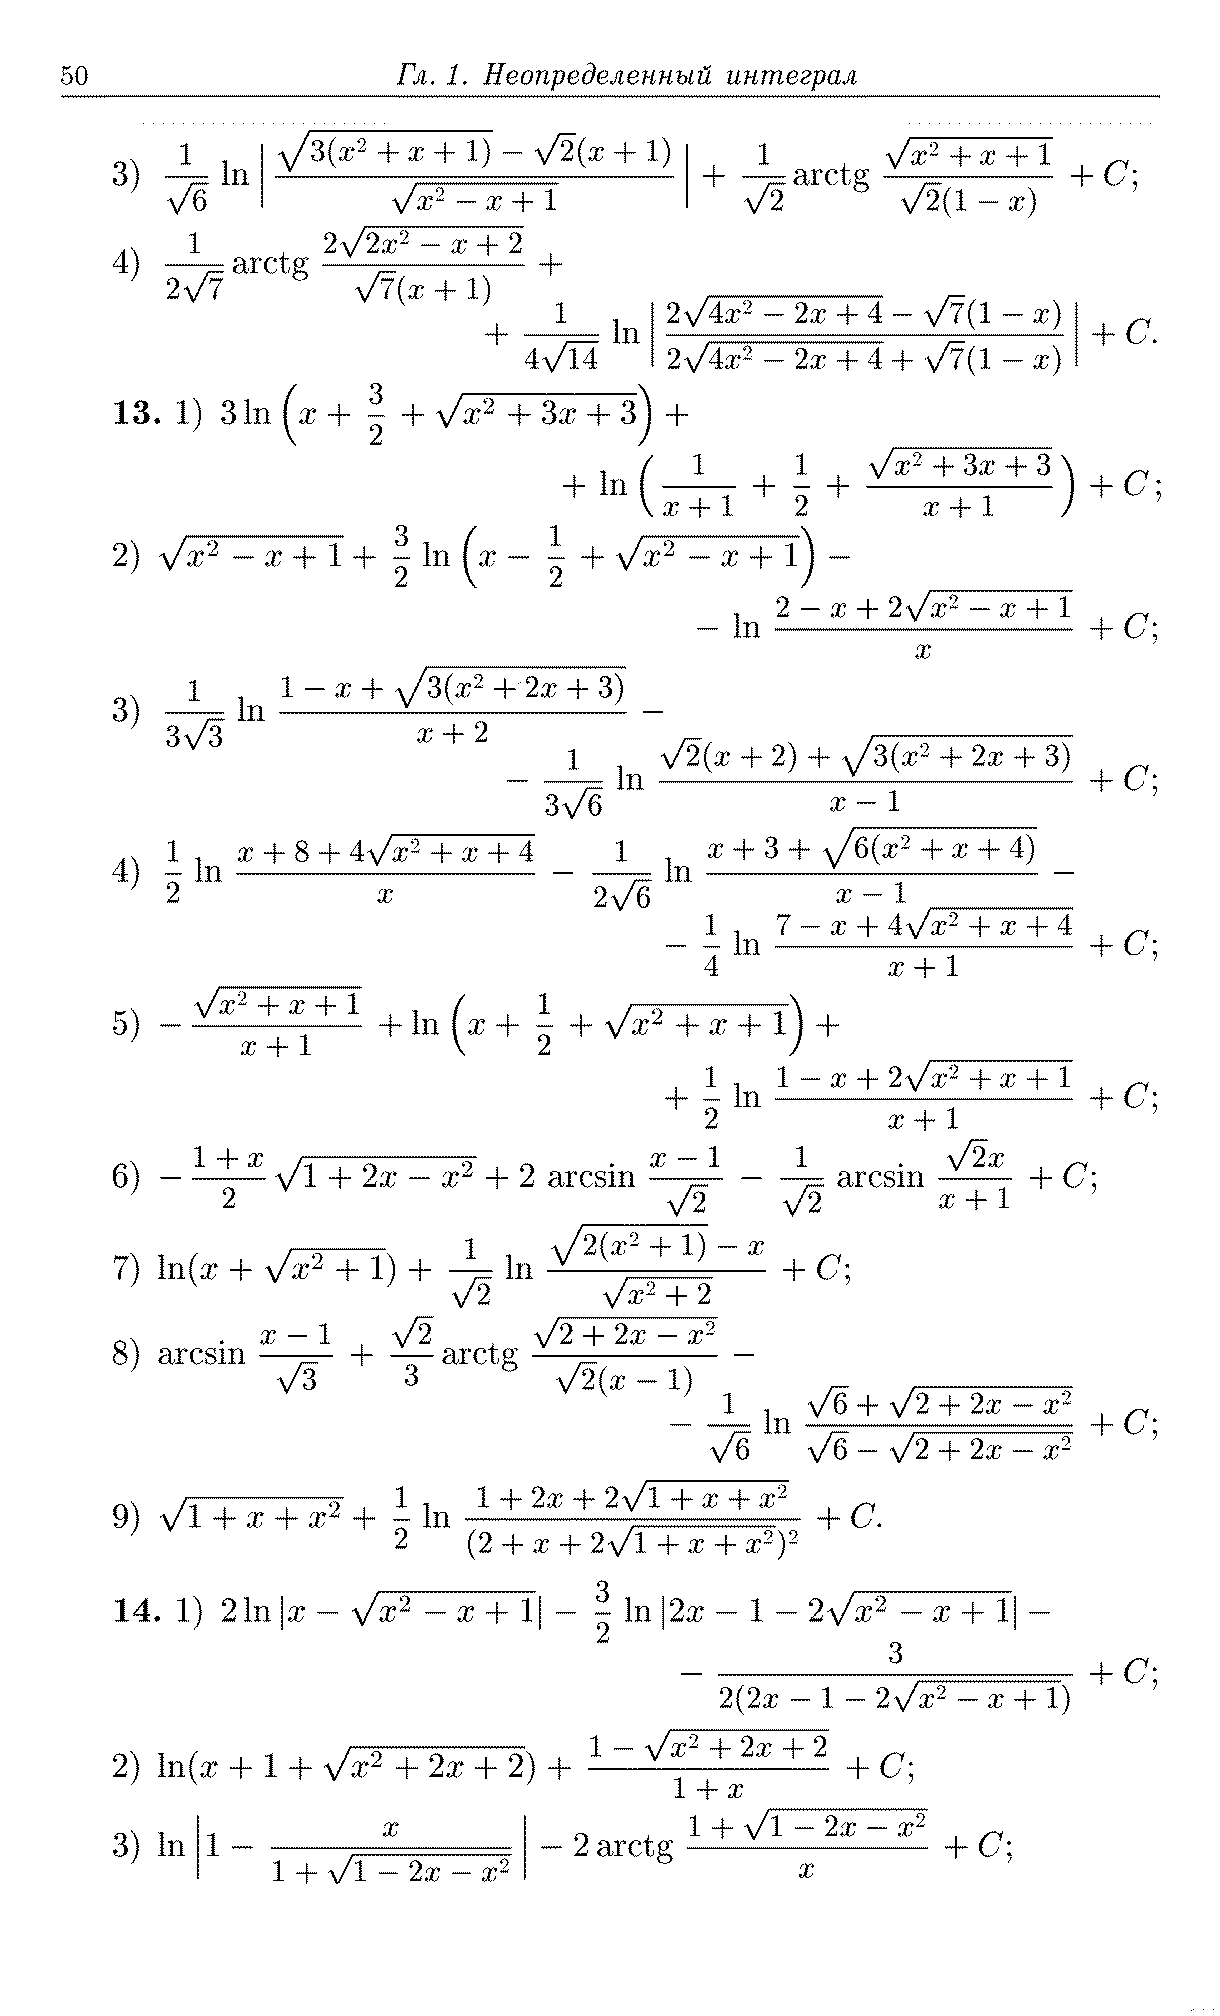 50 Гл. 1. Неопределенный интеграл
3) $\frac{1}{\sqrt{6}} \ln \left| \frac{\sqrt{3(x^2+x+1)}-\sqrt{2}(x+1)}{\sqrt{x^2-x+1}} \right| + \frac{1}{\sqrt{2}} \text{arctg} \frac{\sqrt{x^2+x+1}}{\sqrt{2}(1-x)} + C;$
4) $\frac{1}{2\sqrt{7}} \text{arctg} \frac{2\sqrt{2x^2-x+2}}{\sqrt{7}(x+1)} +$
$+ \frac{1}{4\sqrt{14}} \ln \left| \frac{2\sqrt{4x^2-2x+4}-\sqrt{7}(1-x)}{2\sqrt{4x^2-2x+4}+\sqrt{7}(1-x)} \right| + C.$
13. 1) $3\ln \left( x + \frac{3}{2} + \sqrt{x^2+3x+3} \right) +$
$+ \ln \left( \frac{1}{x+1} + \frac{1}{2} + \frac{\sqrt{x^2+3x+3}}{x+1} \right) + C;$
2) $\sqrt{x^2-x+1} + \frac{3}{2} \ln \left( x - \frac{1}{2} + \sqrt{x^2-x+1} \right) -$
$- \ln \frac{2-x+2\sqrt{x^2-x+1}}{x} + C;$
3) $\frac{1}{3\sqrt{3}} \ln \frac{1-x+\sqrt{3(x^2+2x+3)}}{x+2} -$
$- \frac{1}{3\sqrt{6}} \ln \frac{\sqrt{2}(x+2)+\sqrt{3(x^2+2x+3)}}{x-1} + C;$
4) $\frac{1}{2} \ln \frac{x+8+4\sqrt{x^2+x+4}}{x} - \frac{1}{2\sqrt{6}} \ln \frac{x+3+\sqrt{6(x^2+x+4)}}{x-1} -$
$- \frac{1}{4} \ln \frac{7-x+4\sqrt{x^2+x+4}}{x+1} + C;$
5) $-\frac{\sqrt{x^2+x+1}}{x+1} + \ln \left( x + \frac{1}{2} + \sqrt{x^2+x+1} \right) +$
$+ \frac{1}{2} \ln \frac{1-x+2\sqrt{x^2+x+1}}{x+1} + C;$
6) $-\frac{1+x}{2} \sqrt{1+2x-x^2} + 2 \arcsin \frac{x-1}{\sqrt{2}} - \frac{1}{\sqrt{2}} \arcsin \frac{\sqrt{2}x}{x+1} + C;$
7) $\ln(x+\sqrt{x^2+1}) + \frac{1}{\sqrt{2}} \ln \frac{\sqrt{2(x^2+1)}-x}{\sqrt{x^2+2}} + C;$
8) $\arcsin \frac{x-1}{\sqrt{3}} + \frac{\sqrt{2}}{3} \text{arctg} \frac{\sqrt{2+2x-x^2}}{\sqrt{2}(x-1)} -$
$- \frac{1}{\sqrt{6}} \ln \frac{\sqrt{6}+\sqrt{2+2x-x^2}}{\sqrt{6}-\sqrt{2+2x-x^2}} + C;$
9) $\sqrt{1+x+x^2} + \frac{1}{2} \ln \frac{1+2x+2\sqrt{1+x+x^2}}{(2+x+2\sqrt{1+x+x^2})^2} + C.$
14. 1) $2\ln|x-\sqrt{x^2-x+1}| - \frac{3}{2} \ln|2x-1-2\sqrt{x^2-x+1}| -$
$- \frac{3}{2(2x-1-2\sqrt{x^2-x+1})} + C;$
2) $\ln(x+1+\sqrt{x^2+2x+2}) + \frac{1-\sqrt{x^2+2x+2}}{1+x} + C;$
3) $\ln \left| 1 - \frac{x}{1+\sqrt{1-2x-x^2}} \right| - 2 \text{arctg} \frac{1+\sqrt{1-2x-x^2}}{x} + C;$